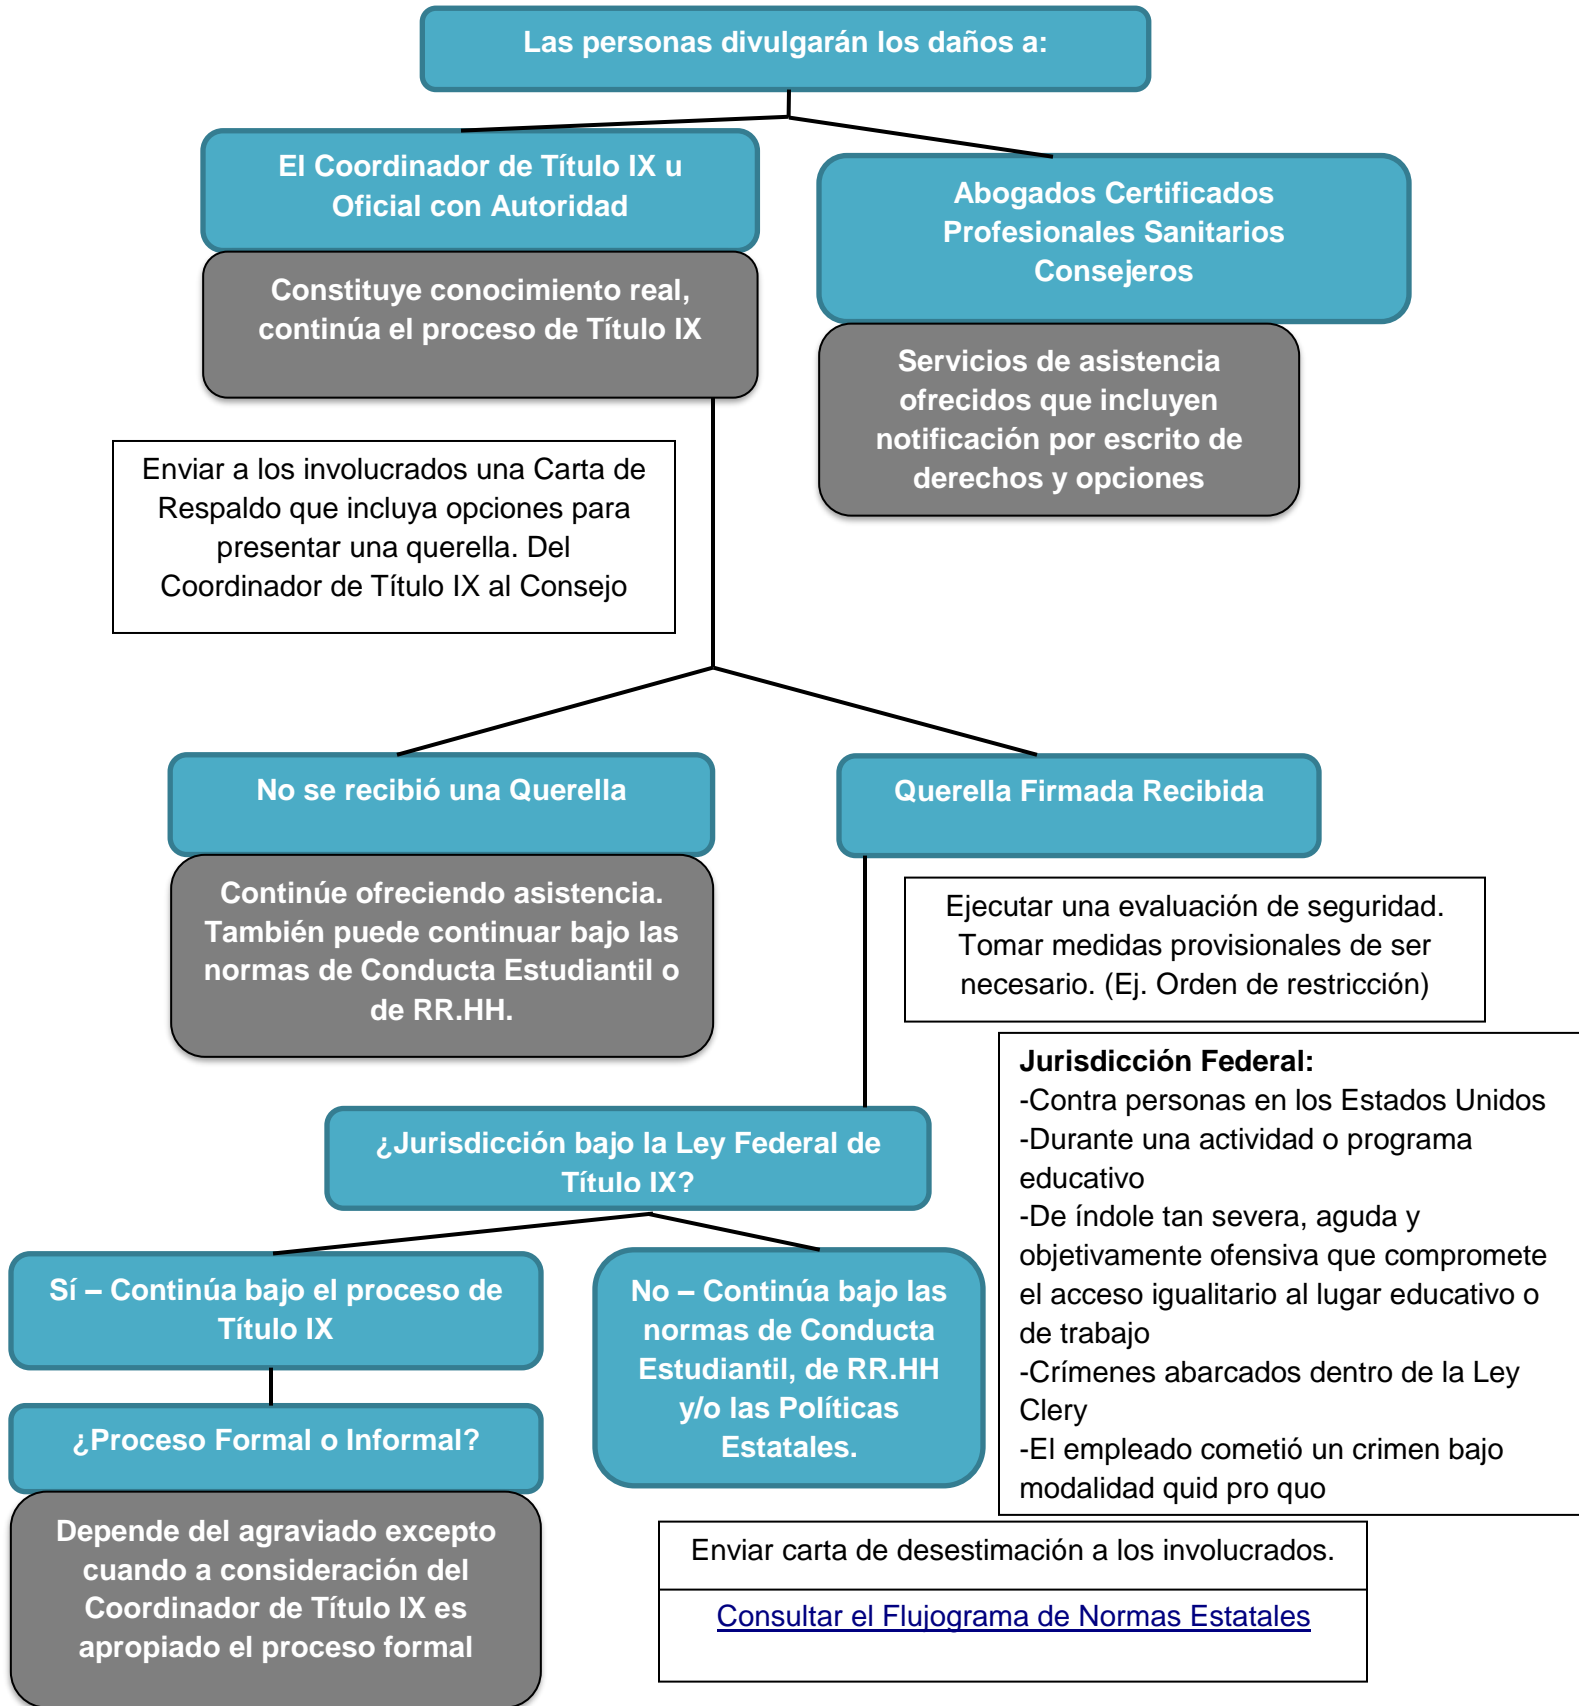 Las personas divulgarán los daños a:
El Coordinador de Título IX u
Oficial con Autoridad
Constituye conocimiento real,
continúa el proceso de Título IX
Abogados Certificados
Profesionales Sanitarios
Consejeros
Servicios de asistencia
ofrecidos que incluyen
notificación por escrito de
derechos y opciones
Enviar a los involucrados una Carta de
Respaldo que incluya opciones para
presentar una querella. Del
Coordinador de Título IX al Consejo
No se recibió una Querella
Continúe ofreciendo asistencia.
También puede continuar bajo las
normas de Conducta Estudiantil o
de RR.HH.
Querella Firmada Recibida
Ejecutar una evaluación de seguridad.
Tomar medidas provisionales de ser
necesario. (Ej. Orden de restricción)
Jurisdicción Federal:
-Contra personas en los Estados Unidos
-Durante una actividad o programa
educativo
-De índole tan severa, aguda y
objetivamente ofensiva que compromete
el acceso igualitario al lugar educativo o
de trabajo
-Crímenes abarcados dentro de la Ley
Clery
-El empleado cometió un crimen bajo
modalidad quid pro quo
¿Jurisdicción bajo la Ley Federal de
Título IX?
Sí – Continúa bajo el proceso de
Título IX
No – Continúa bajo las
normas de Conducta
Estudiantil, de RR.HH
y/o las Políticas
Estatales.
¿Proceso Formal o Informal?
Depende del agraviado excepto
cuando a consideración del
Coordinador de Título IX es
apropiado el proceso formal
Enviar carta de desestimación a los involucrados.
Consultar el Flujograma de Normas Estatales